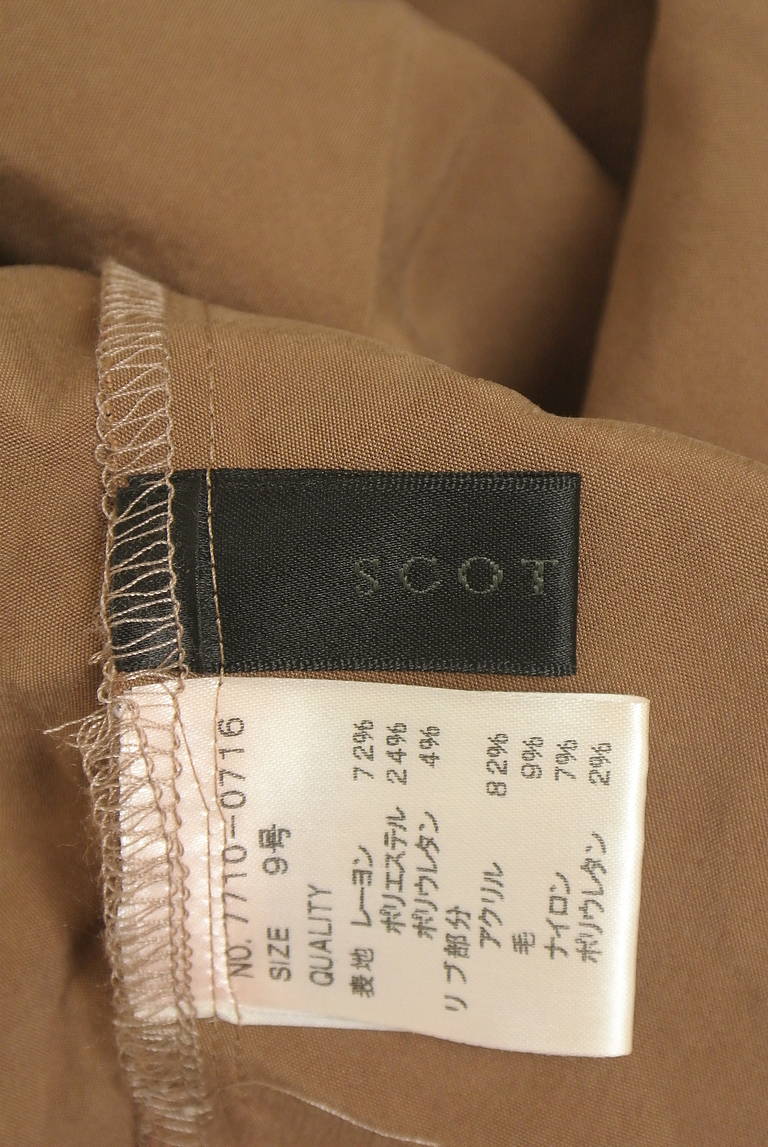 SCOT
NO. 7710-0716
SIZE 9号
QUALITY
表地 レーヨン 72%
ポリエステル 24%
ポリウレタン 4%
リブ部分
アクリル 82%
毛 9%
ナイロン 7%
ポリウレタン 2%